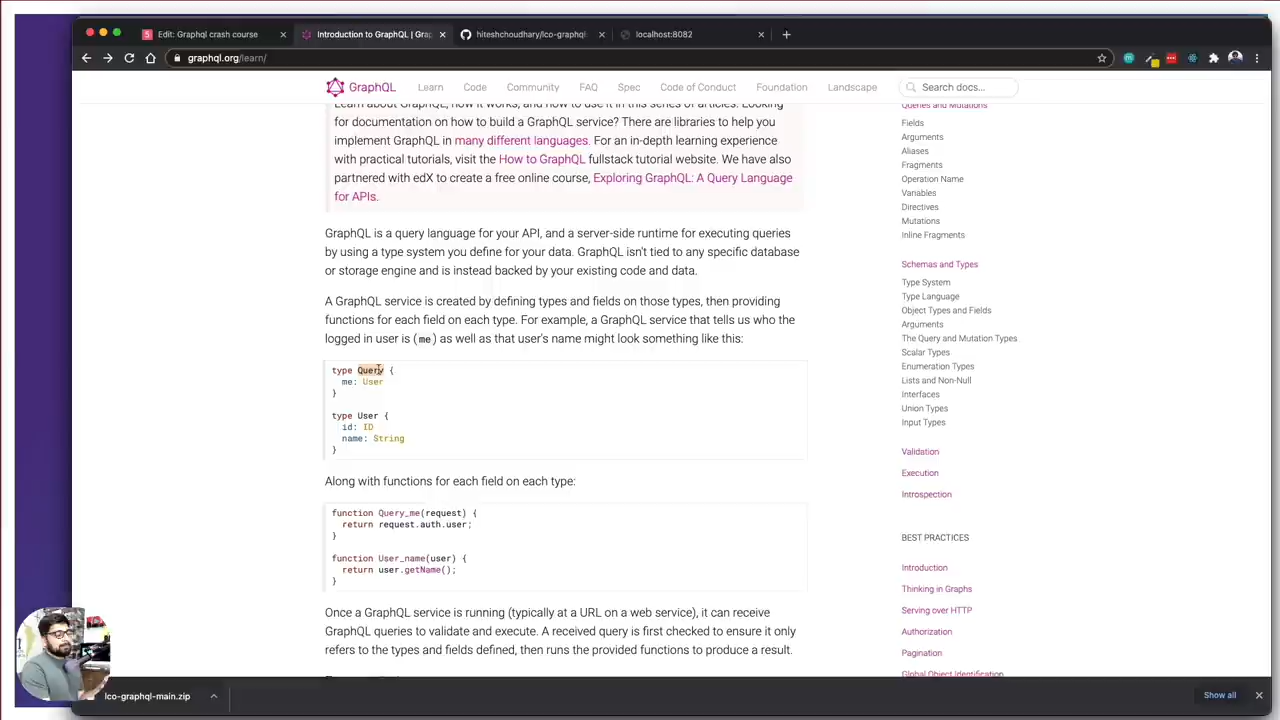 Edit: Graphql crash course
Introduction to GraphQL | Grap
hiteshchoudhary/lco-graphql
localhost:8082
graphql.org/learn/
GraphQL
Learn
Code
Community
FAQ
Spec
Code of Conduct
Foundation
Landscape
Search docs...
Learn about GraphQL, how it works, and how to use it in this series of articles. Looking
for documentation on how to build a GraphQL service? There are libraries to help you
implement GraphQL in many different languages. For an in-depth learning experience
with practical tutorials, visit the How to GraphQL fullstack tutorial website. We have also
partnered with edX to create a free online course, Exploring GraphQL: A Query Language
for APIs.
GraphQL is a query language for your API, and a server-side runtime for executing queries
by using a type system you define for your data. GraphQL isn't tied to any specific database
or storage engine and is instead backed by your existing code and data.
A GraphQL service is created by defining types and fields on those types, then providing
functions for each field on each type. For example, a GraphQL service that tells us who the
logged in user is (me) as well as that user's name might look something like this:
type Query {
me: User
}
type User {
id: ID
name: String
}
Along with functions for each field on each type:
function Query_me(request) {
return request.auth.user;
}
function User_name(user) {
return user.getName();
}
Once a GraphQL service is running (typically at a URL on a web service), it can receive
GraphQL queries to validate and execute. A received query is first checked to ensure it only
refers to the types and fields defined, then runs the provided functions to produce a result.
Queries and Mutations
Fields
Arguments
Aliases
Fragments
Operation Name
Variables
Directives
Mutations
Inline Fragments
Schemas and Types
Type System
Type Language
Object Types and Fields
Arguments
The Query and Mutation Types
Scalar Types
Enumeration Types
Lists and Non-Null
Interfaces
Union Types
Input Types
Validation
Execution
Introspection
BEST PRACTICES
Introduction
Thinking in Graphs
Serving over HTTP
Authorization
Pagination
Global Object Identification
lco-graphql-main.zip
Show all